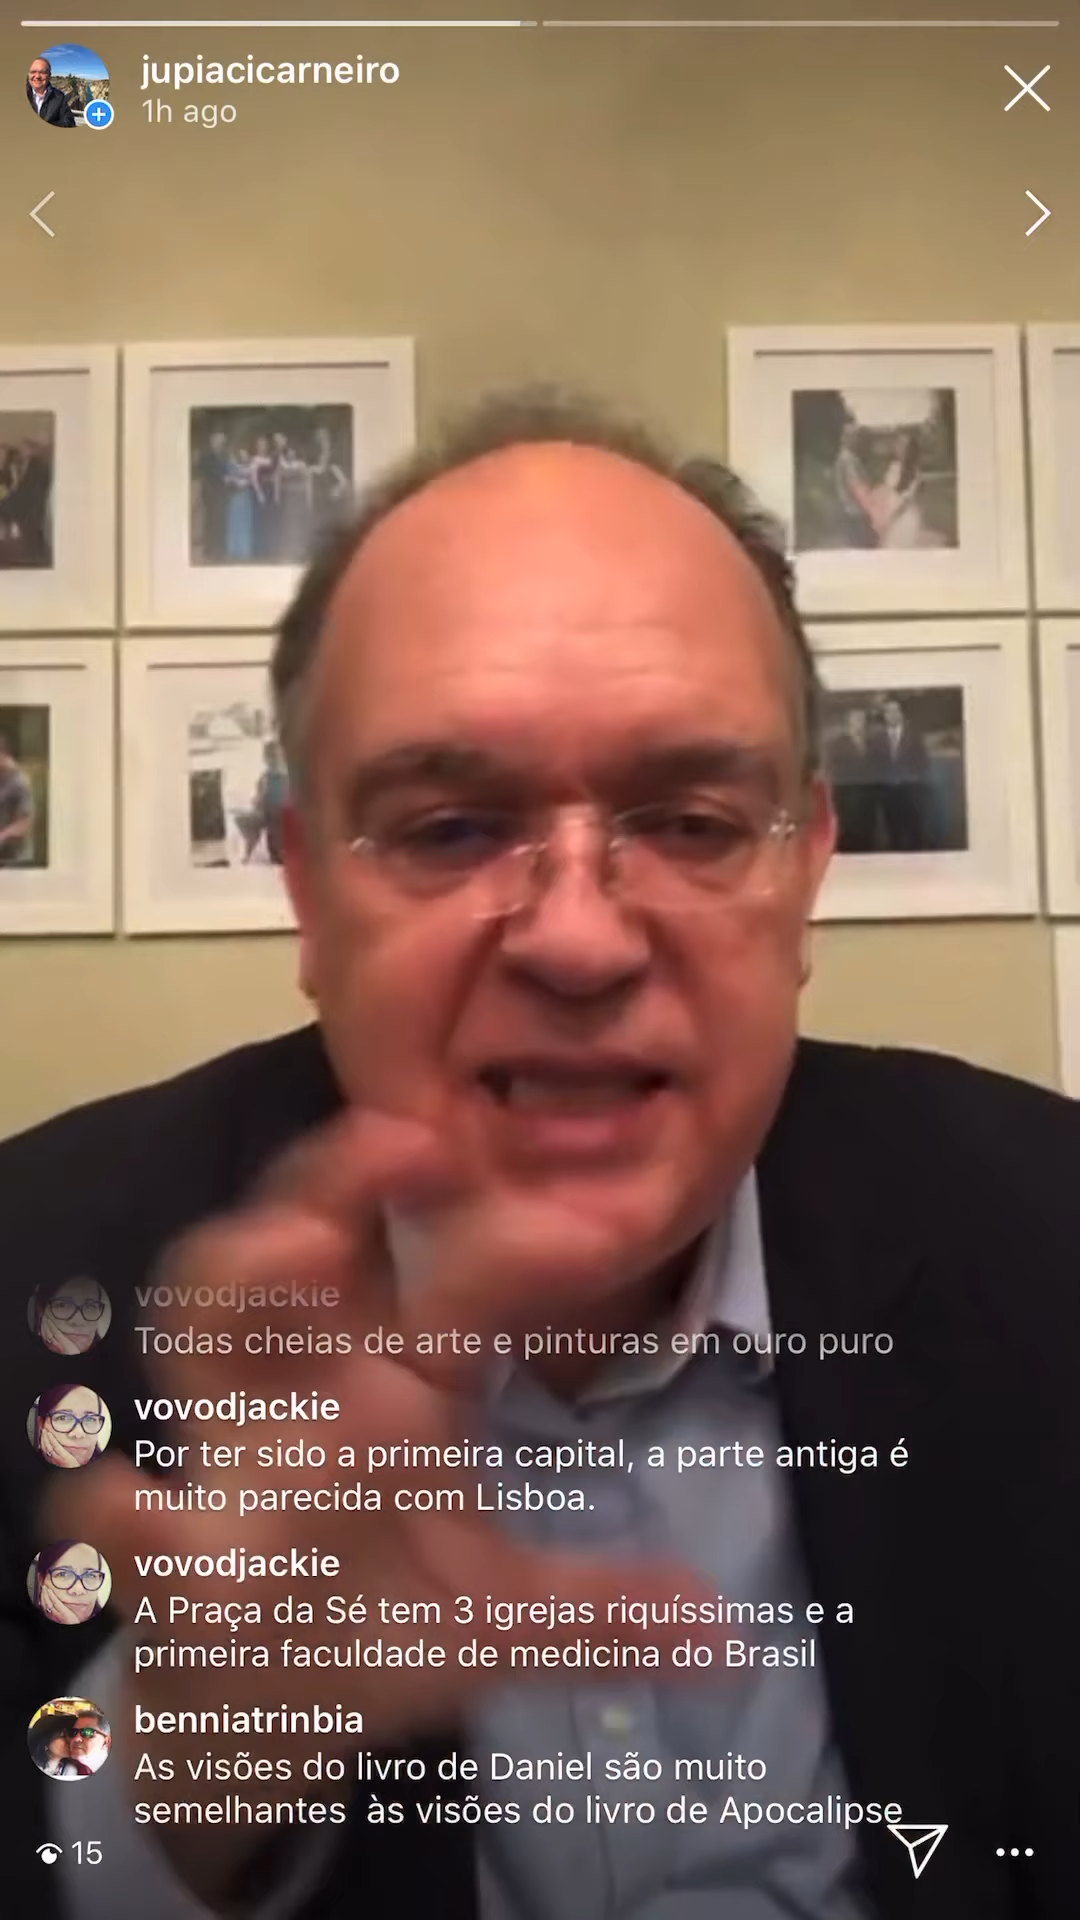 jupiacicarneiro
1h ago
vovodjackie
Todas cheias de arte e pinturas em ouro puro
vovodjackie
Por ter sido a primeira capital, a parte antiga é
muito parecida com Lisboa.
vovodjackie
A Praça da Sé tem 3 igrejas riquíssimas e a
primeira faculdade de medicina do Brasil
benniatrinbia
As visões do livro de Daniel são muito
semelhantes  às visões do livro de Apocalipse
15